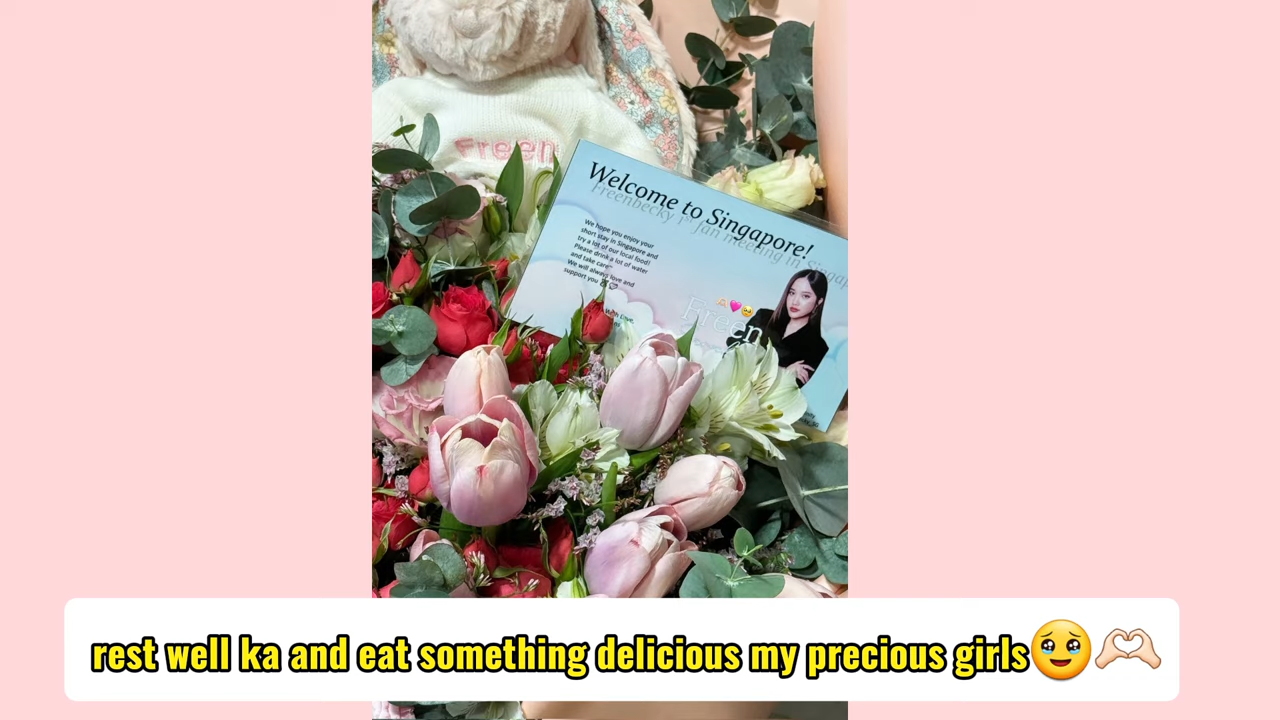 Freen
Welcome to Singapore!
Freenbecky 1st fan meeting in Singap
We hope you enjoy your
short stay in Singapore and
try a lot of our local food!
Please drink a lot of water
and take care
We will always love and
support you
With Love,
Freen
rest well ka and eat something delicious my precious girls🥹🫶🏻